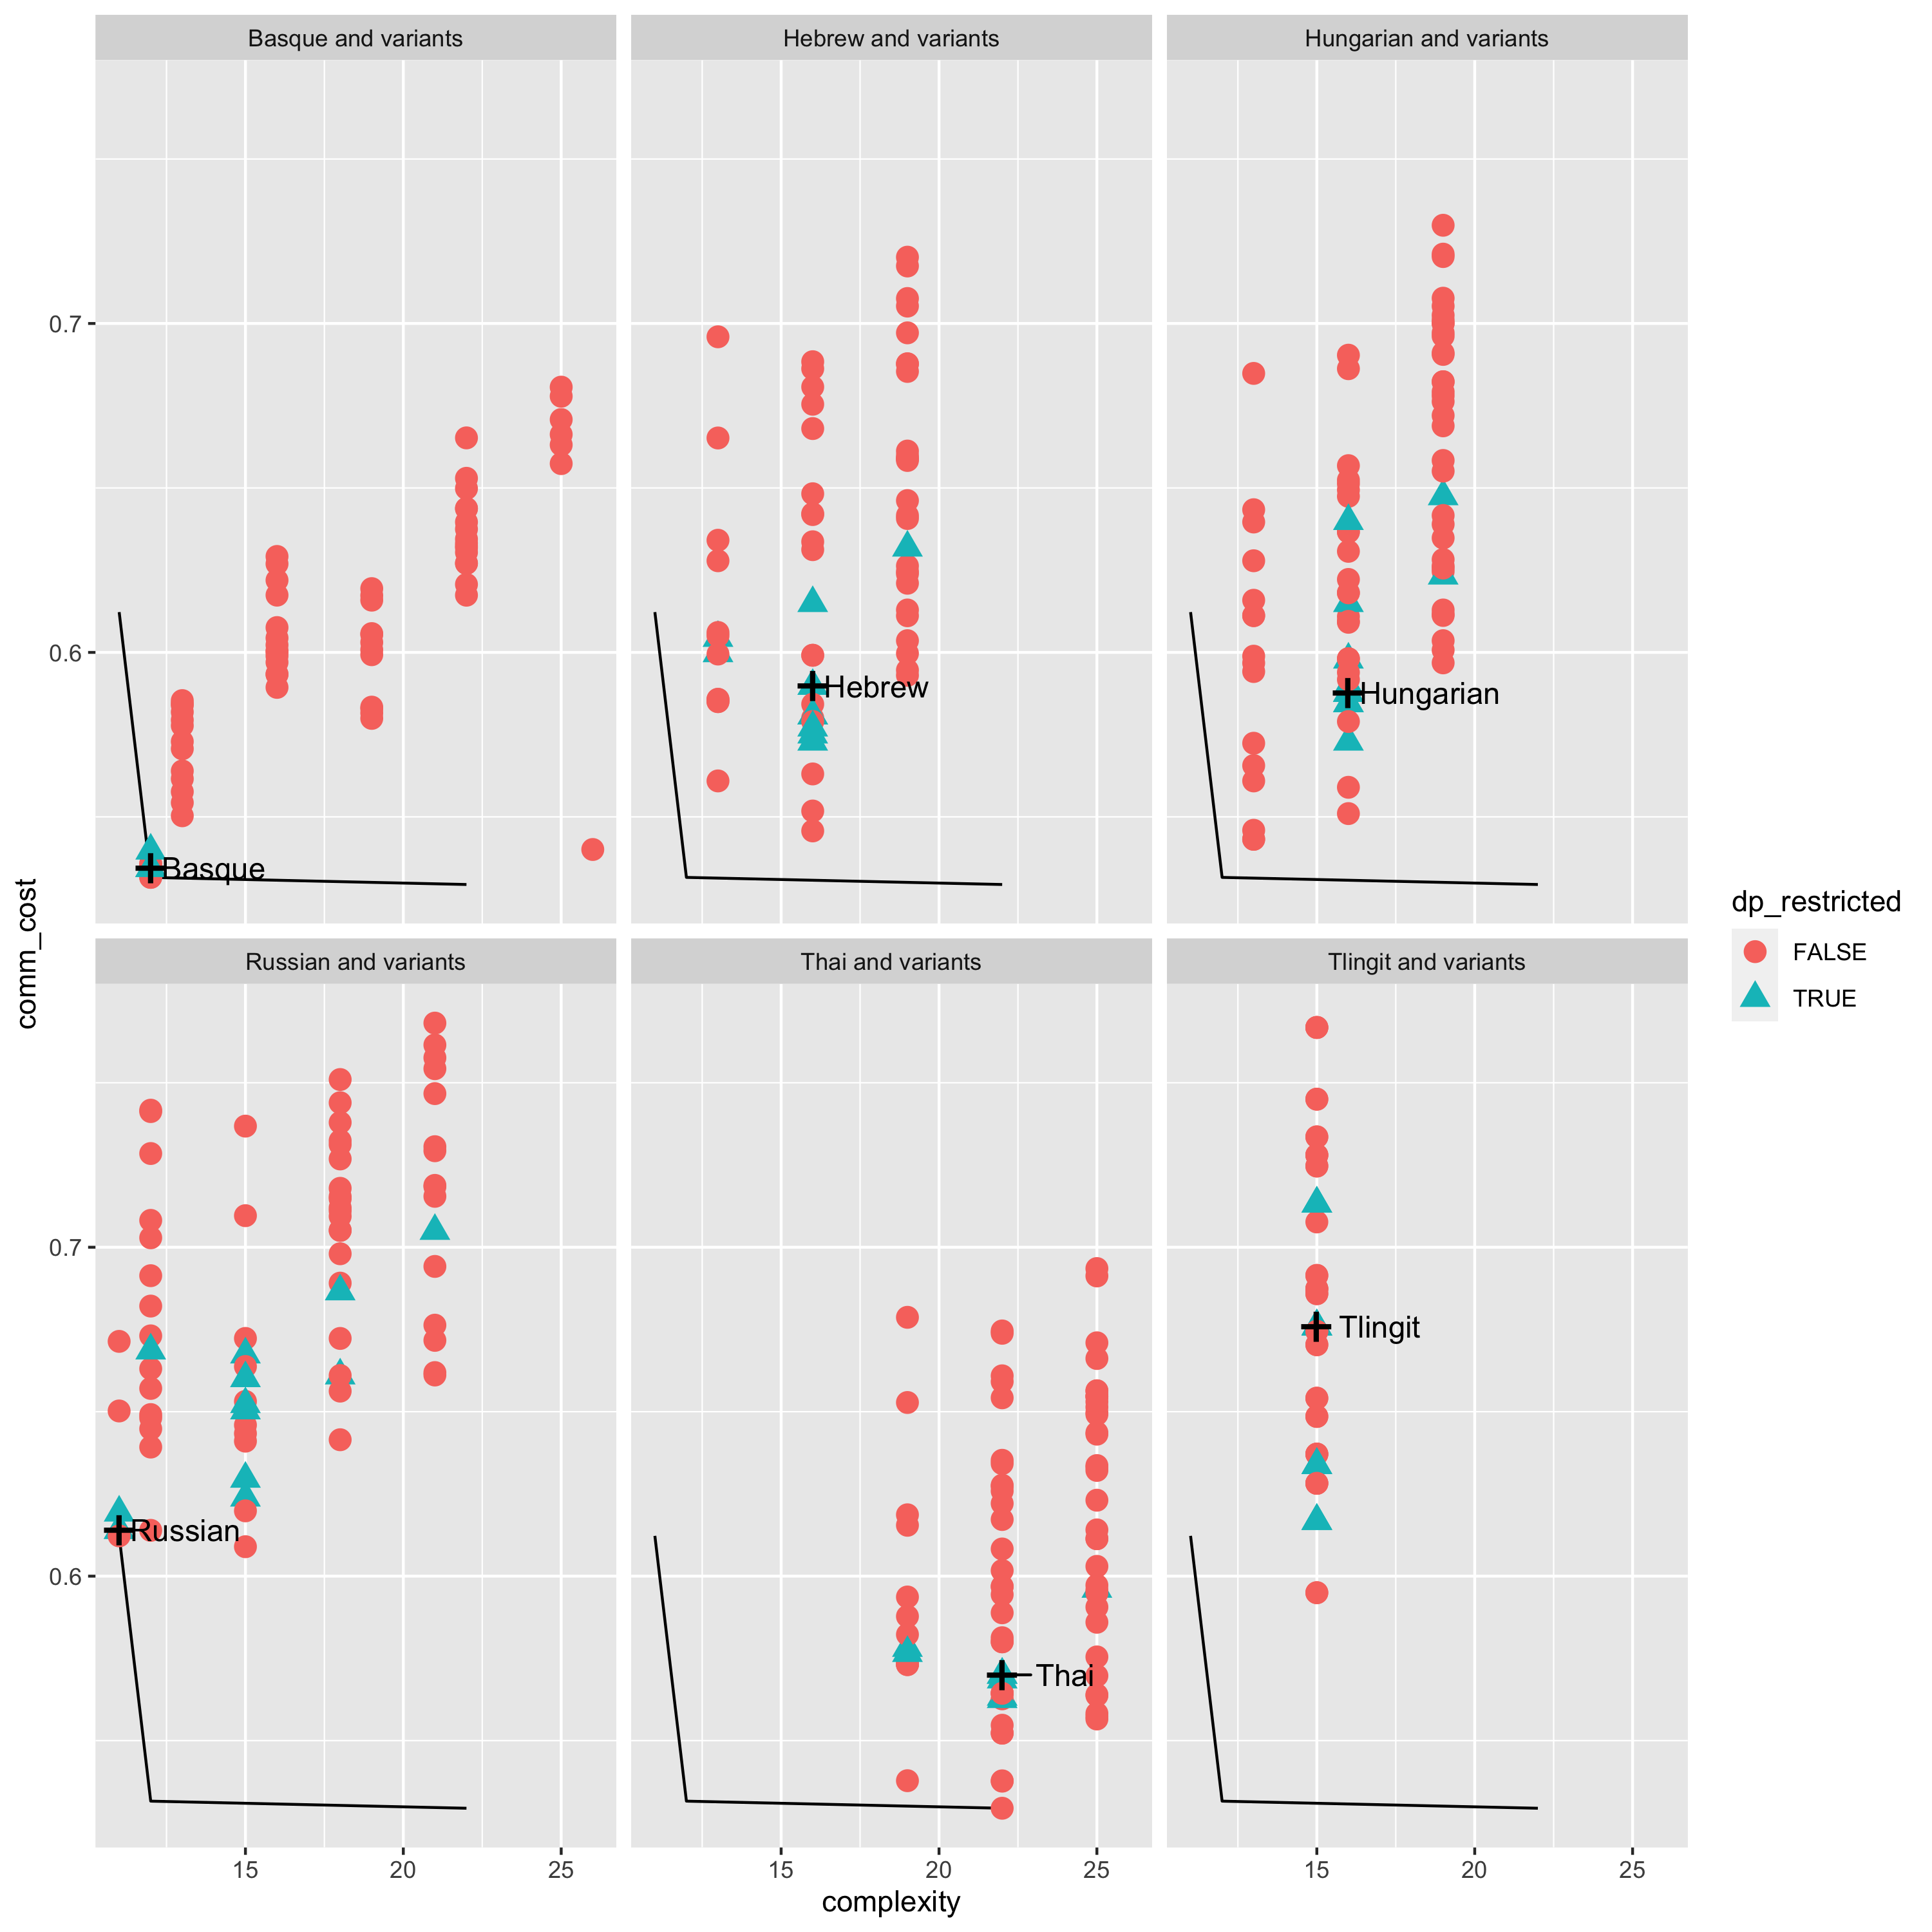 Basque and variants
Hebrew and variants
Hungarian and variants
0.7
0.6
Basque
Hebrew
Hungarian
comm_cost
dp_restricted
FALSE
TRUE
Russian and variants
Thai and variants
Tlingit and variants
0.7
0.6
Russian
Thai
Tlingit
15 20 25
15 20 25
15 20 25
complexity